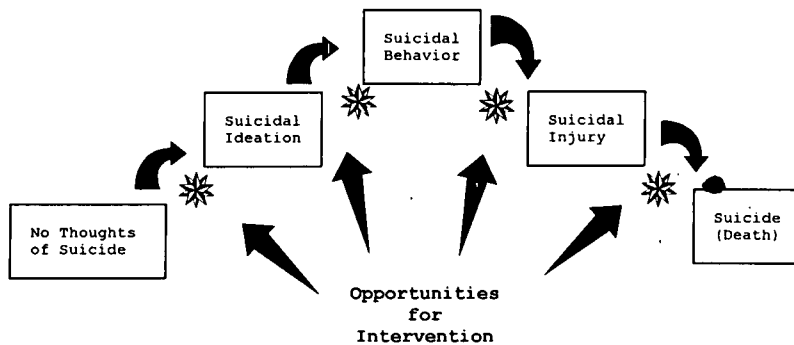 No Thoughts
of Suicide
Suicidal
Ideation
Suicidal
Behavior
Suicidal
Injury
Suicide
(Death)
Opportunities
for
Intervention